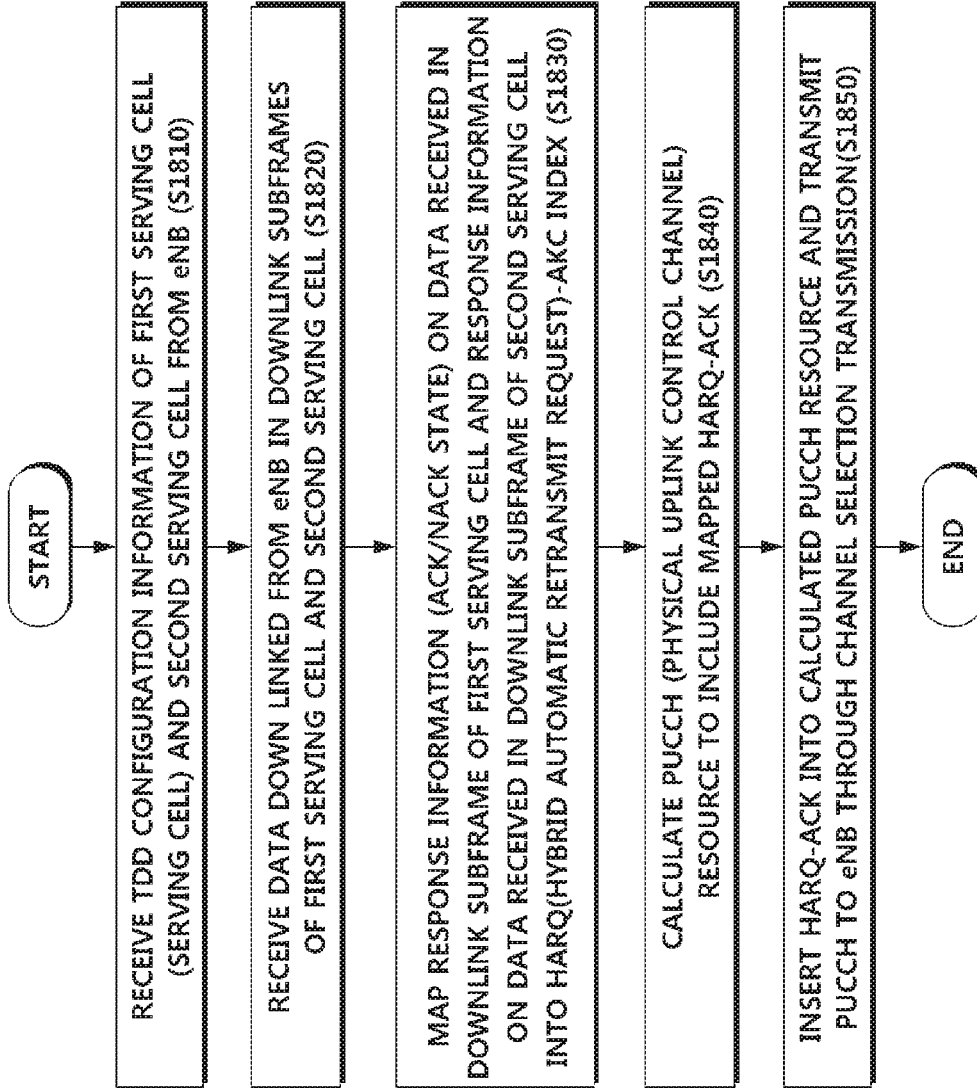 START
RECEIVE TDD CONFIGURATION INFORMATION OF FIRST SERVING CELL
(SERVING CELL) AND SECOND SERVING CELL FROM eNB (S1810)
RECEIVE DATA DOWN LINKED FROM eNB IN DOWNLINK SUBFRAMES
OF FIRST SERVING CELL AND SECOND SERVING CELL (S1820)
MAP RESPONSE INFORMATION (ACK/NACK STATE) ON DATA RECEIVED IN
DOWNLINK SUBFRAME OF FIRST SERVING CELL AND RESPONSE INFORMATION
ON DATA RECEIVED IN DOWNLINK SUBFRAME OF SECOND SERVING CELL
INTO HARQ(HYBRID AUTOMATIC RETRANSMIT REQUEST)-AKC INDEX (S1830)
CALCULATE PUCCH (PHYSICAL UPLINK CONTROL CHANNEL)
RESOURCE TO INCLUDE MAPPED HARQ-ACK (S1840)
INSERT HARQ-ACK INTO CALCULATED PUCCH RESOURCE AND TRANSMIT
PUCCH TO eNB THROUGH CHANNEL SELECTION TRANSMISSION(S1850)
END